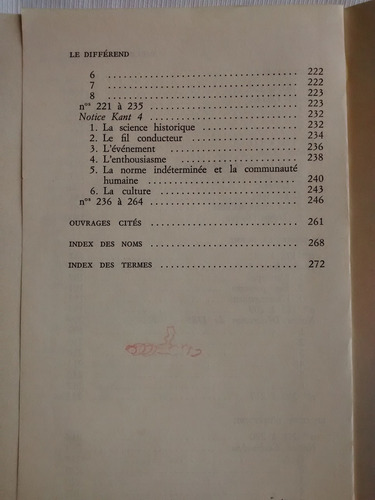 LE DIFFÉREND
6 ........................................ 222
7 ........................................ 222
8 ........................................ 223
nos 221 à 235 ........................................ 223
Notice Kant 4 ........................................ 232
1. La science historique ........................................ 232
2. Le fil conducteur ........................................ 234
3. L'événement ........................................ 236
4. L'enthousiasme ........................................ 238
5. La norme indéterminée et la communauté
humaine ........................................ 240
6. La culture ........................................ 243
nos 236 à 264 ........................................ 246
OUVRAGES CITÉS ........................................ 261
INDEX DES NOMS ........................................ 268
INDEX DES TERMES ........................................ 272